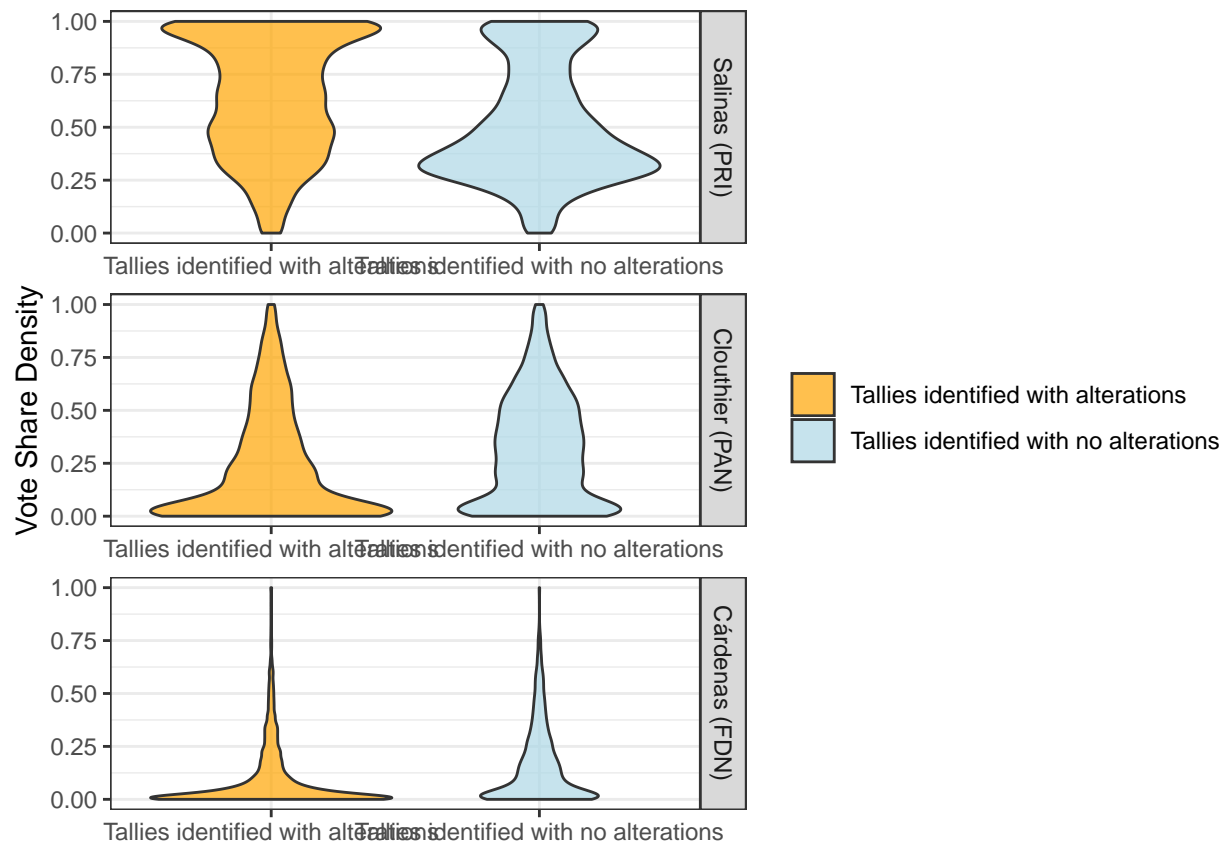 Vote Share Density
1.00
0.75
0.50
0.25
0.00
Salinas (PRI)
Tallies identified with alterations
Tallies identified with no alterations
1.00
0.75
0.50
0.25
0.00
Clouthier (PAN)
Tallies identified with alterations
Tallies identified with no alterations
1.00
0.75
0.50
0.25
0.00
Cárdenas (FDN)
Tallies identified with alterations
Tallies identified with no alterations
Tallies identified with alterations
Tallies identified with no alterations